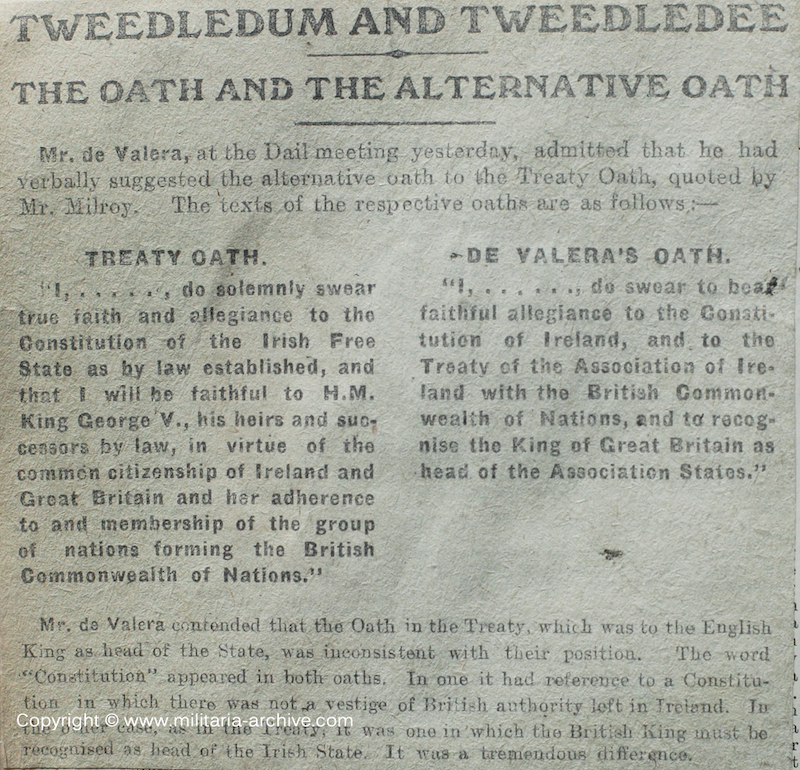 TWEEDLEDUM AND TWEEDLEDEE
THE OATH AND THE ALTERNATIVE OATH
Mr. de Valera, at the Dail meeting yesterday, admitted that he had
verbally suggested the alternative oath to the Treaty Oath, quoted by
Mr. Milroy. The texts of the respective oaths are as follows:—
TREATY OATH.
"I, . . . . . ., do solemnly swear
true faith and allegiance to the
Constitution of the Irish Free
State as by law established, and
that I will be faithful to H.M.
King George V., his heirs and suc-
cessors by law, in virtue of the
common citizenship of Ireland and
Great Britain and her adherence
to and membership of the group
of nations forming the British
Commonwealth of Nations."
DE VALERA'S OATH.
"I, . . . . . ., do swear to bear
faithful allegiance to the Consti-
tution of Ireland, and to the
Treaty of the Association of Ire-
land with the British Common-
wealth of Nations, and to recog-
nise the King of Great Britain as
head of the Association States."
Mr. de Valera contended that the Oath in the Treaty, which was to the English
King as head of the State, was inconsistent with their position. The word
"Constitution" appeared in both oaths. In one it had reference to a Constitu-
tion in which there was not a vestige of British authority left in Ireland. In
the other case, as in the Treaty, it was one in which the British King must be
recognised as head of the Irish State. It was a tremendous difference.
Copyright © www.militaria-archive.com